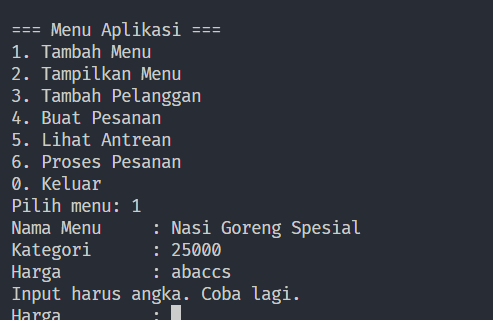 === Menu Aplikasi ===
1. Tambah Menu
2. Tampilkan Menu
3. Tambah Pelanggan
4. Buat Pesanan
5. Lihat Antrean
6. Proses Pesanan
0. Keluar
Pilih menu: 1
Nama Menu     : Nasi Goreng Spesial
Kategori      : 25000
Harga         : abaccs
Input harus angka. Coba lagi.
Harga         :